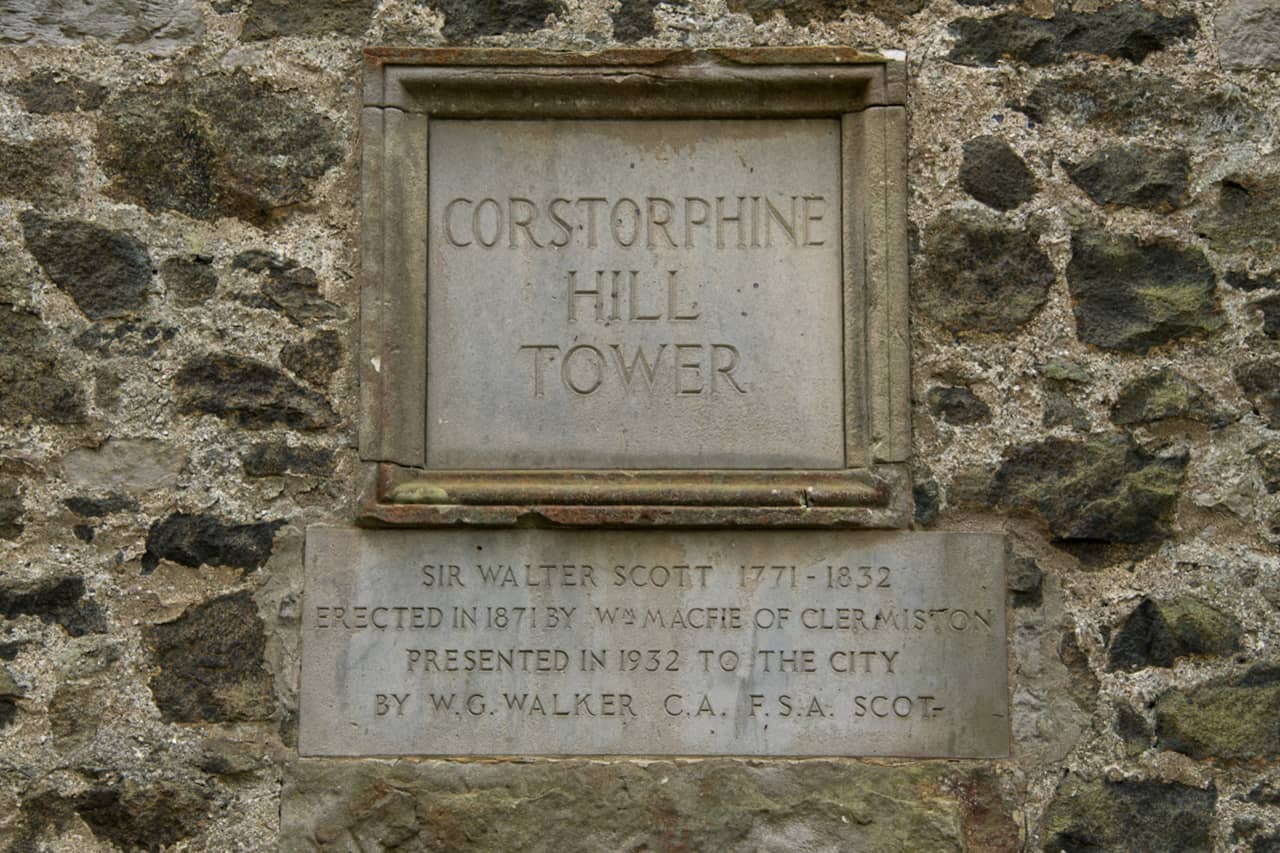 CORSTORPHINE
HILL
TOWER
SIR WALTER SCOTT 1771-1832
ERECTED IN 1871 BY Wᴹ MACFIE OF CLERMISTON
PRESENTED IN 1932 TO THE CITY
BY W.G. WALKER C.A. F.S.A. SCOT-